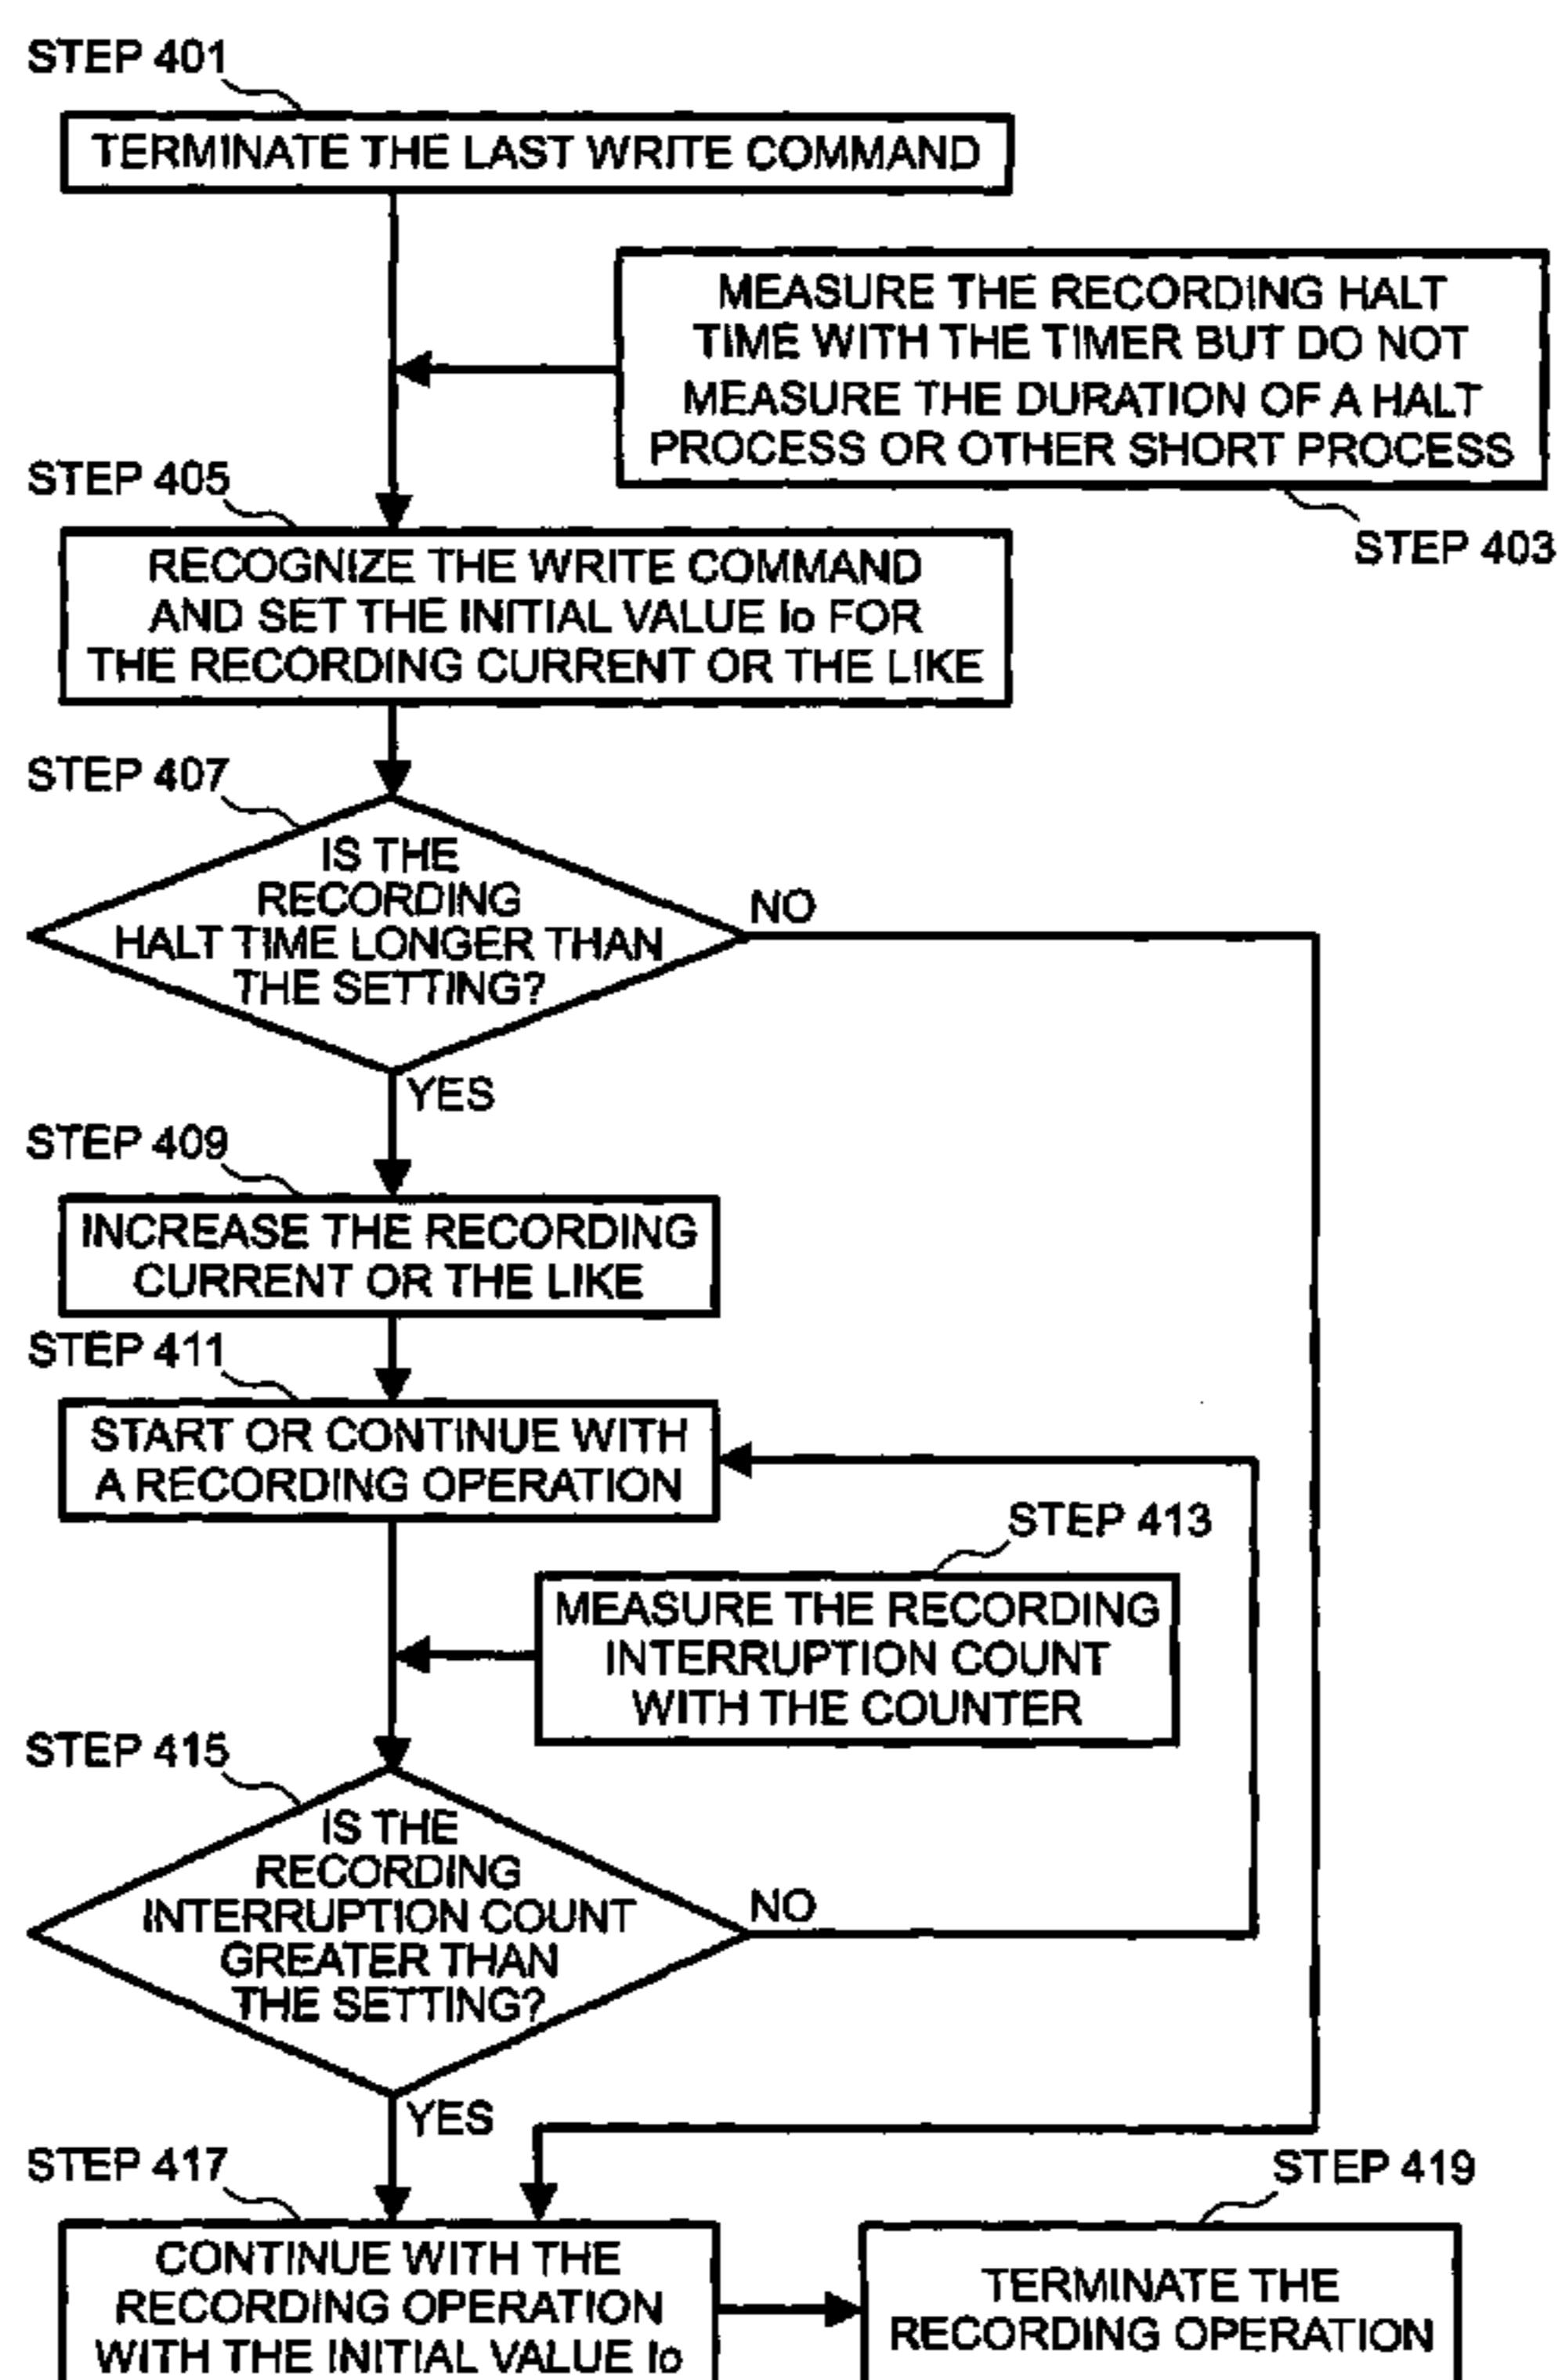 STEP 401
TERMINATE THE LAST WRITE COMMAND
MEASURE THE RECORDING HALT
TIME WITH THE TIMER BUT DO NOT
MEASURE THE DURATION OF A HALT
PROCESS OR OTHER SHORT PROCESS
STEP 403
STEP 405
RECOGNIZE THE WRITE COMMAND
AND SET THE INITIAL VALUE Io FOR
THE RECORDING CURRENT OR THE LIKE
STEP 407
IS THE
RECORDING
HALT TIME LONGER THAN
THE SETTING?
NO
YES
STEP 409
INCREASE THE RECORDING
CURRENT OR THE LIKE
STEP 411
START OR CONTINUE WITH
A RECORDING OPERATION
STEP 413
MEASURE THE RECORDING
INTERRUPTION COUNT
WITH THE COUNTER
STEP 415
IS THE
RECORDING
INTERRUPTION COUNT
GREATER THAN
THE SETTING?
NO
YES
STEP 417
CONTINUE WITH THE
RECORDING OPERATION
WITH THE INITIAL VALUE Io
STEP 419
TERMINATE THE
RECORDING OPERATION